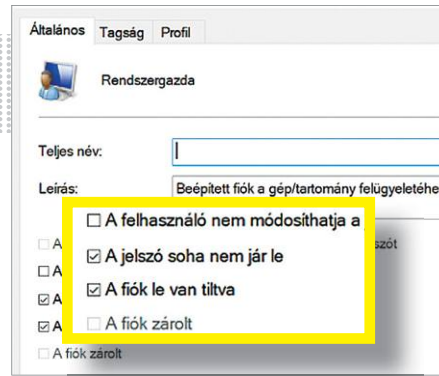 Általános Tagság Profil
Rendszergazda
Teljes név:
Leírás: Beépített fiók a gép/tartomány felügyeletéhe
A felhasználó nem módosíthatja a
A szót
A jelszó soha nem jár le
A
A fiók le van tiltva
A
A fiók zárolt
A
A fiók zárolt